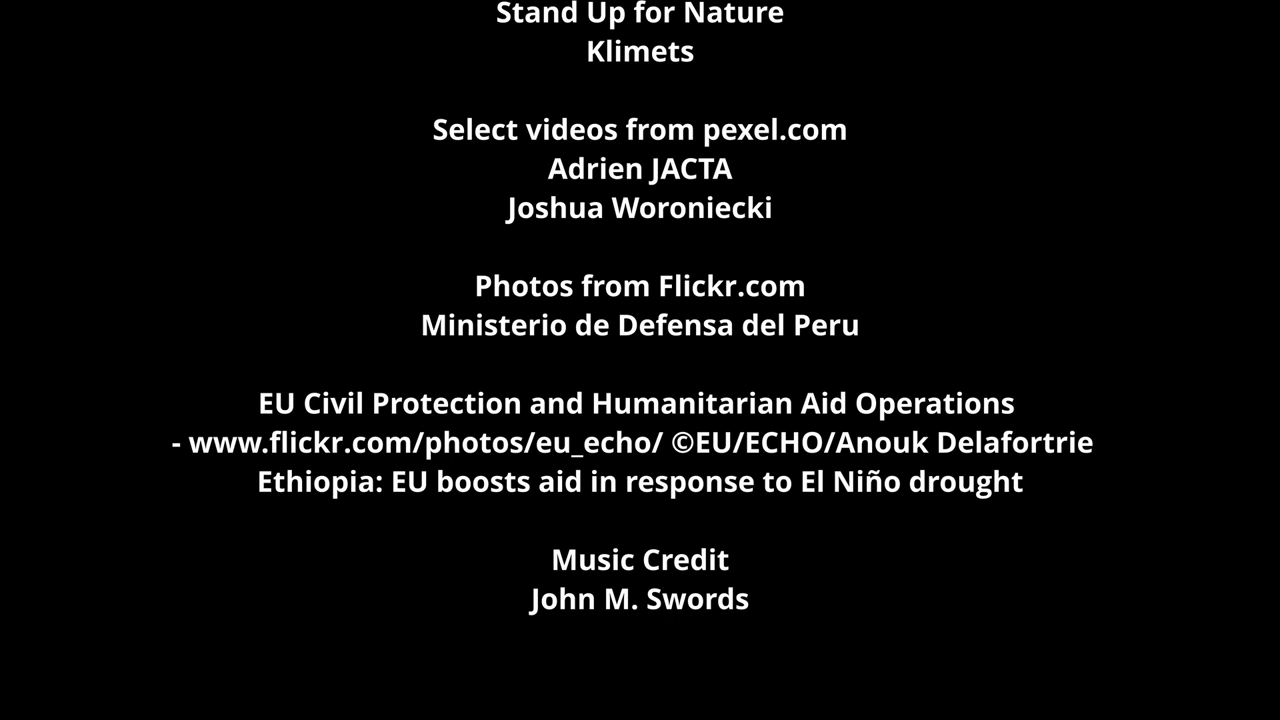 Stand Up for Nature
Klimets
Select videos from pexel.com
Adrien JACTA
Joshua Woroniecki
Photos from Flickr.com
Ministerio de Defensa del Peru
EU Civil Protection and Humanitarian Aid Operations
- www.flickr.com/photos/eu_echo/ ©EU/ECHO/Anouk Delafortrie
Ethiopia: EU boosts aid in response to El Niño drought
Music Credit
John M. Swords